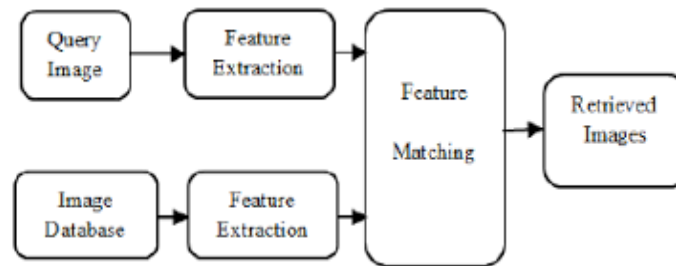 Query
Image
Feature
Extraction
Feature
Matching
Retrieved
Images
Image
Database
Feature
Extraction